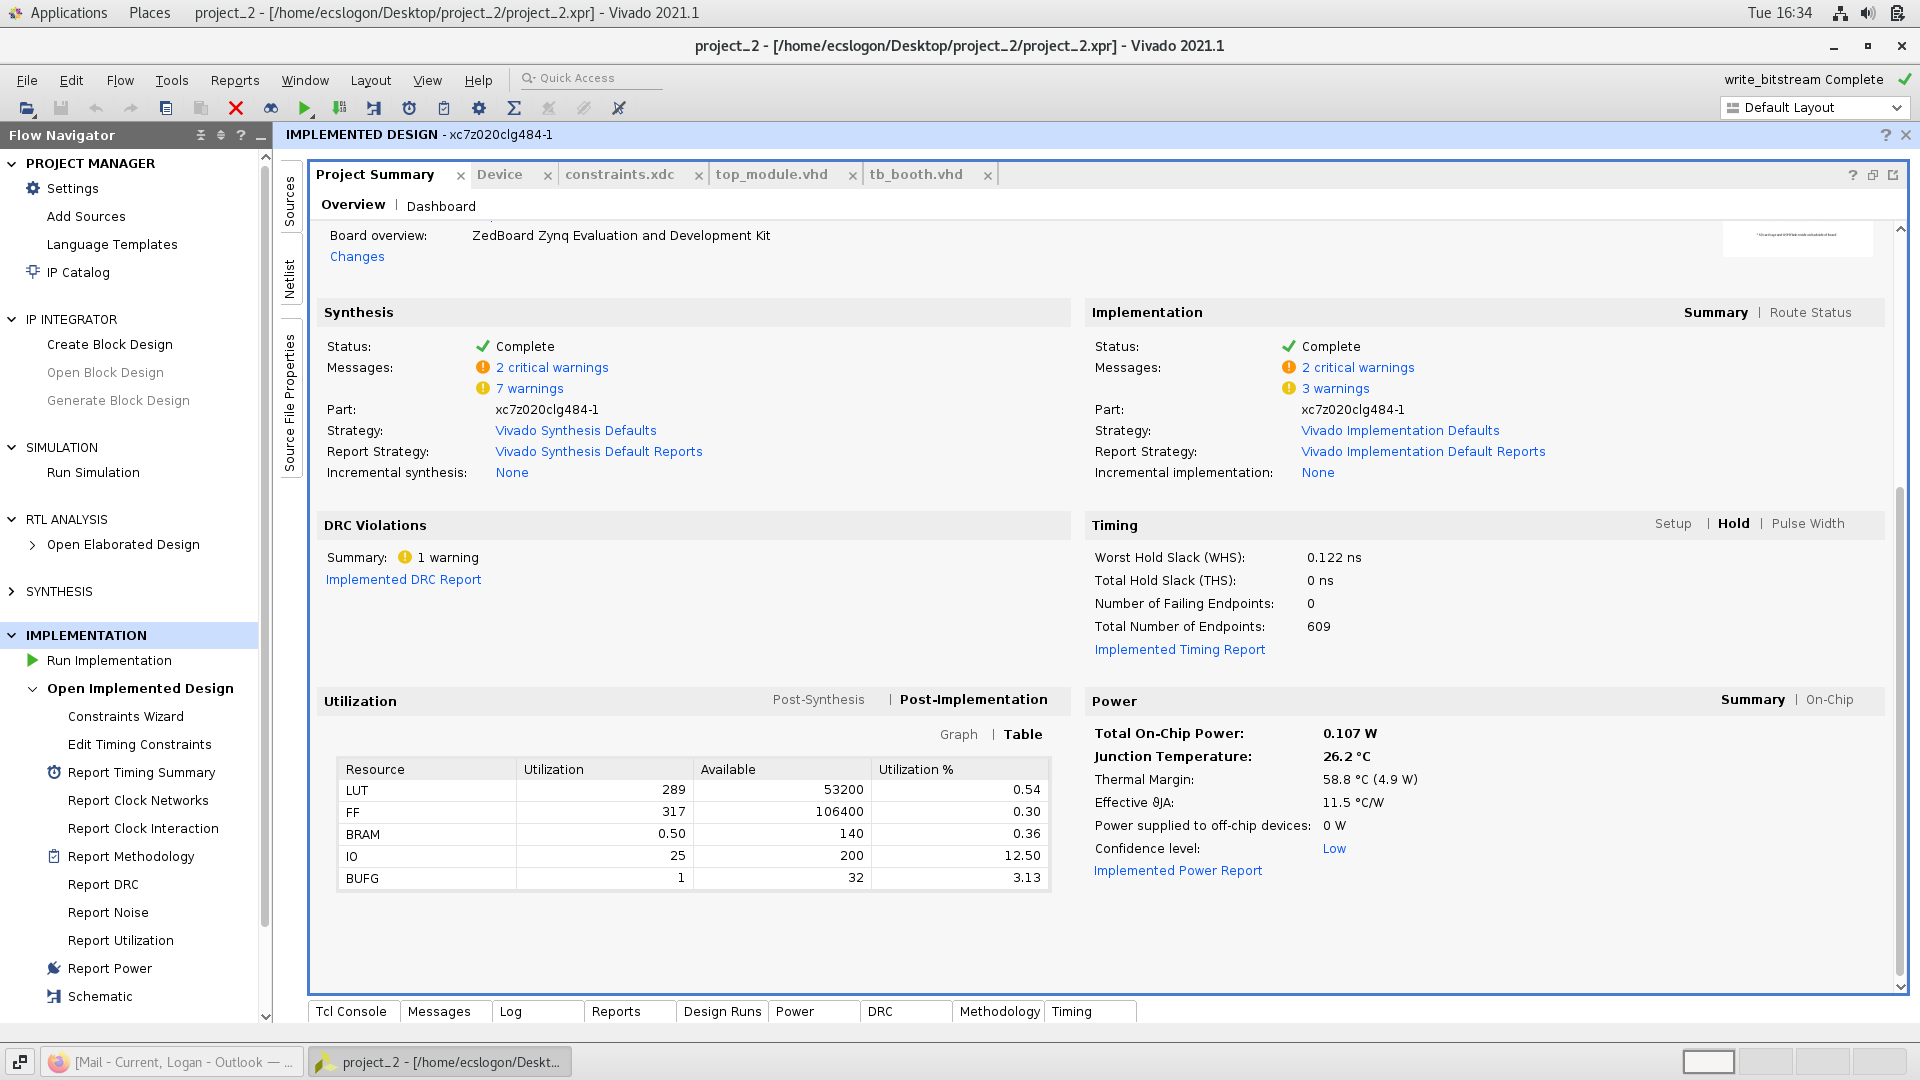 Applications Places project_2 - [/home/ecslogon/Desktop/project_2/project_2.xpr] - Vivado 2021.1 Tue 16:34
project_2 - [/home/ecslogon/Desktop/project_2/project_2.xpr] - Vivado 2021.1
File Edit Flow Tools Reports Window Layout View Help Quick Access write_bitstream Complete
Default Layout
Flow Navigator
IMPLEMENTED DESIGN - xc7z020clg484-1
PROJECT MANAGER
Settings
Add Sources
Language Templates
IP Catalog
IP INTEGRATOR
Create Block Design
Open Block Design
Generate Block Design
SIMULATION
Run Simulation
RTL ANALYSIS
Open Elaborated Design
SYNTHESIS
IMPLEMENTATION
Run Implementation
Open Implemented Design
Constraints Wizard
Edit Timing Constraints
Report Timing Summary
Report Clock Networks
Report Clock Interaction
Report Methodology
Report DRC
Report Noise
Report Utilization
Report Power
Schematic
Sources
Netlist
Source File Properties
Project Summary Device constraints.xdc top_module.vhd tb_booth.vhd
Overview | Dashboard
Board overview: ZedBoard Zynq Evaluation and Development Kit
Changes
Synthesis
Status: Complete
Messages: 2 critical warnings
7 warnings
Part: xc7z020clg484-1
Strategy: Vivado Synthesis Defaults
Report Strategy: Vivado Synthesis Default Reports
Incremental synthesis: None
Implementation Summary | Route Status
Status: Complete
Messages: 2 critical warnings
3 warnings
Part: xc7z020clg484-1
Strategy: Vivado Implementation Defaults
Report Strategy: Vivado Implementation Default Reports
Incremental implementation: None
DRC Violations
Summary: 1 warning
Implemented DRC Report
Timing Setup | Hold | Pulse Width
Worst Hold Slack (WHS): 0.122 ns
Total Hold Slack (THS): 0 ns
Number of Failing Endpoints: 0
Total Number of Endpoints: 609
Implemented Timing Report
Utilization Post-Synthesis | Post-Implementation
Graph | Table
Resource Utilization Available Utilization %
LUT 289 53200 0.54
FF 317 106400 0.30
BRAM 0.50 140 0.36
IO 25 200 12.50
BUFG 1 32 3.13
Power Summary | On-Chip
Total On-Chip Power: 0.107 W
Junction Temperature: 26.2 °C
Thermal Margin: 58.8 °C (4.9 W)
Effective ϑJA: 11.5 °C/W
Power supplied to off-chip devices: 0 W
Confidence level: Low
Implemented Power Report
Tcl Console Messages Log Reports Design Runs Power DRC Methodology Timing
[Mail - Current, Logan - Outlook — ... project_2 - [/home/ecslogon/Deskt...